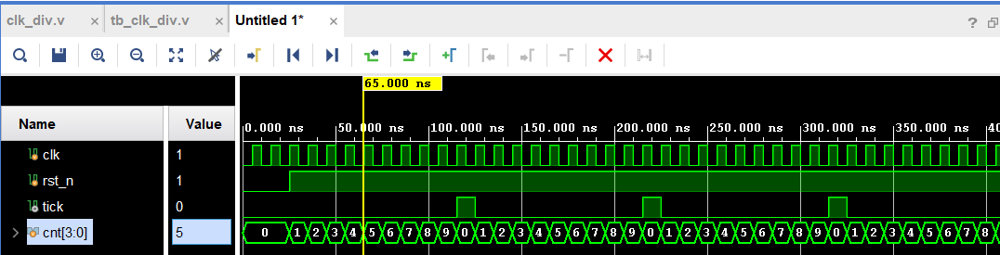 clk_div.v × tb_clk_div.v × Untitled 1* × ?
65.000 ns
Name Value 0.000 ns 50.000 ns 100.000 ns 150.000 ns 200.000 ns 250.000 ns 300.000 ns 350.000 ns
clk 1
rst_n 1
tick 0
cnt[3:0] 5 0 1 2 3 4 5 6 7 8 9 0 1 2 3 4 5 6 7 8 9 0 1 2 3 4 5 6 7 8 9 0 1 2 3 4 5 6 7 8